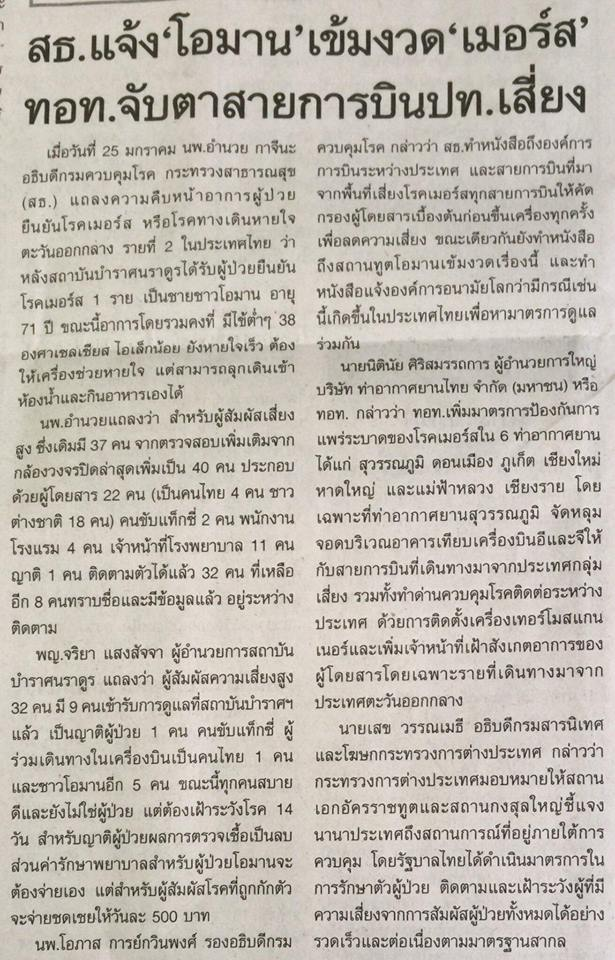 สธ.แจ้ง‘โอมาน’เข้มงวด‘เมอร์ส’
ทอท.จับตาสายการบินปท.เสี่ยง
เมื่อวันที่ 25 มกราคม นพ.อำนวย กาจีนะ
อธิบดีกรมควบคุมโรค กระทรวงสาธารณสุข
(สธ.) แถลงความคืบหน้าอาการผู้ป่วย
ยืนยันโรคเมอร์ส หรือโรคทางเดินหายใจ
ตะวันออกกลาง รายที่ 2 ในประเทศไทย ว่า
หลังสถาบันบำราศนราดูรได้รับผู้ป่วยยืนยัน
โรคเมอร์ส 1 ราย เป็นชายชาวโอมาน อายุ
71 ปี ขณะนี้อาการโดยรวมคงที่ มีไข้ต่ำๆ 38
องศาเซลเซียส ไอเล็กน้อย ยังหายใจเร็ว ต้อง
ให้เครื่องช่วยหายใจ แต่สามารถลุกเดินเข้า
ห้องน้ำและกินอาหารเองได้
นพ.อำนวยแถลงว่า สำหรับผู้สัมผัสเสี่ยง
สูง ซึ่งเดิมมี 37 คน จากตรวจสอบเพิ่มเติมจาก
กล้องวงจรปิดล่าสุดเพิ่มเป็น 40 คน ประกอบ
ด้วยผู้โดยสาร 22 คน (เป็นคนไทย 4 คน ชาว
ต่างชาติ 18 คน) คนขับแท็กซี่ 2 คน พนักงาน
โรงแรม 4 คน เจ้าหน้าที่โรงพยาบาล 11 คน
ญาติ 1 คน ติดตามตัวได้แล้ว 32 คน ที่เหลือ
อีก 8 คนทราบชื่อและมีข้อมูลแล้ว อยู่ระหว่าง
ติดตาม
พญ.จริยา แสงสัจจา ผู้อำนวยการสถาบัน
บำราศนราดูร แถลงว่า ผู้สัมผัสความเสี่ยงสูง
32 คน มี 9 คนเข้ารับการดูแลที่สถาบันบำราศฯ
แล้ว เป็นญาติผู้ป่วย 1 คน คนขับแท็กซี่ ผู้
ร่วมเดินทางในเครื่องบินเป็นคนไทย 1 คน
และชาวโอมานอีก 5 คน ขณะนี้ทุกคนสบาย
ดีและยังไม่ใช่ผู้ป่วย แต่ต้องเฝ้าระวังโรค 14
วัน สำหรับญาติผู้ป่วยผลการตรวจเชื้อเป็นลบ
ส่วนค่ารักษาพยาบาลสำหรับผู้ป่วยโอมานจะ
ต้องจ่ายเอง แต่สำหรับผู้สัมผัสโรคที่ถูกกักตัว
จะจ่ายชดเชยให้วันละ 500 บาท
นพ.โอภาส การย์กวินพงศ์ รองอธิบดีกรม
ควบคุมโรค กล่าวว่า สธ.ทำหนังสือถึงองค์การ
การบินระหว่างประเทศ และสายการบินที่มา
จากพื้นที่เสี่ยงโรคเมอร์สทุกสายการบินให้คัด
กรองผู้โดยสารเบื้องต้นก่อนขึ้นเครื่องทุกครั้ง
เพื่อลดความเสี่ยง ขณะเดียวกันยังทำหนังสือ
ถึงสถานทูตโอมานเข้มงวดเรื่องนี้ และทำ
หนังสือแจ้งองค์การอนามัยโลกว่ามีกรณีเช่น
นี้เกิดขึ้นในประเทศไทยเพื่อหามาตรการดูแล
ร่วมกัน
นายนิตินัย ศิริสมรรถการ ผู้อำนวยการใหญ่
บริษัท ท่าอากาศยานไทย จำกัด (มหาชน) หรือ
ทอท. กล่าวว่า ทอท.เพิ่มมาตรการป้องกันการ
แพร่ระบาดของโรคเมอร์สใน 6 ท่าอากาศยาน
ได้แก่ สุวรรณภูมิ ดอนเมือง ภูเก็ต เชียงใหม่
หาดใหญ่ และแม่ฟ้าหลวง เชียงราย โดย
เฉพาะที่ท่าอากาศยานสุวรรณภูมิ จัดหลุม
จอดบริเวณอาคารเทียบเครื่องบินอีและจีให้
กับสายการบินที่เดินทางมาจากประเทศกลุ่ม
เสี่ยง รวมทั้งทำด่านควบคุมโรคติดต่อระหว่าง
ประเทศ ด้วยการติดตั้งเครื่องเทอร์โมสแกน
เนอร์และเพิ่มเจ้าหน้าที่เฝ้าสังเกตอาการของ
ผู้โดยสารโดยเฉพาะรายที่เดินทางมาจาก
ประเทศตะวันออกกลาง
นายเสข วรรณเมธี อธิบดีกรมสารนิเทศ
และโฆษกกระทรวงการต่างประเทศ กล่าวว่า
กระทรวงการต่างประเทศมอบหมายให้สถาน
เอกอัครราชทูตและสถานกงสุลใหญ่ชี้แจง
นานาประเทศถึงสถานการณ์ที่อยู่ภายใต้การ
ควบคุม โดยรัฐบาลไทยได้ดำเนินมาตรการใน
การรักษาตัวผู้ป่วย ติดตามและเฝ้าระวังผู้ที่มี
ความเสี่ยงจากการสัมผัสผู้ป่วยทั้งหมดได้อย่าง
รวดเร็วและต่อเนื่องตามมาตรฐานสากล